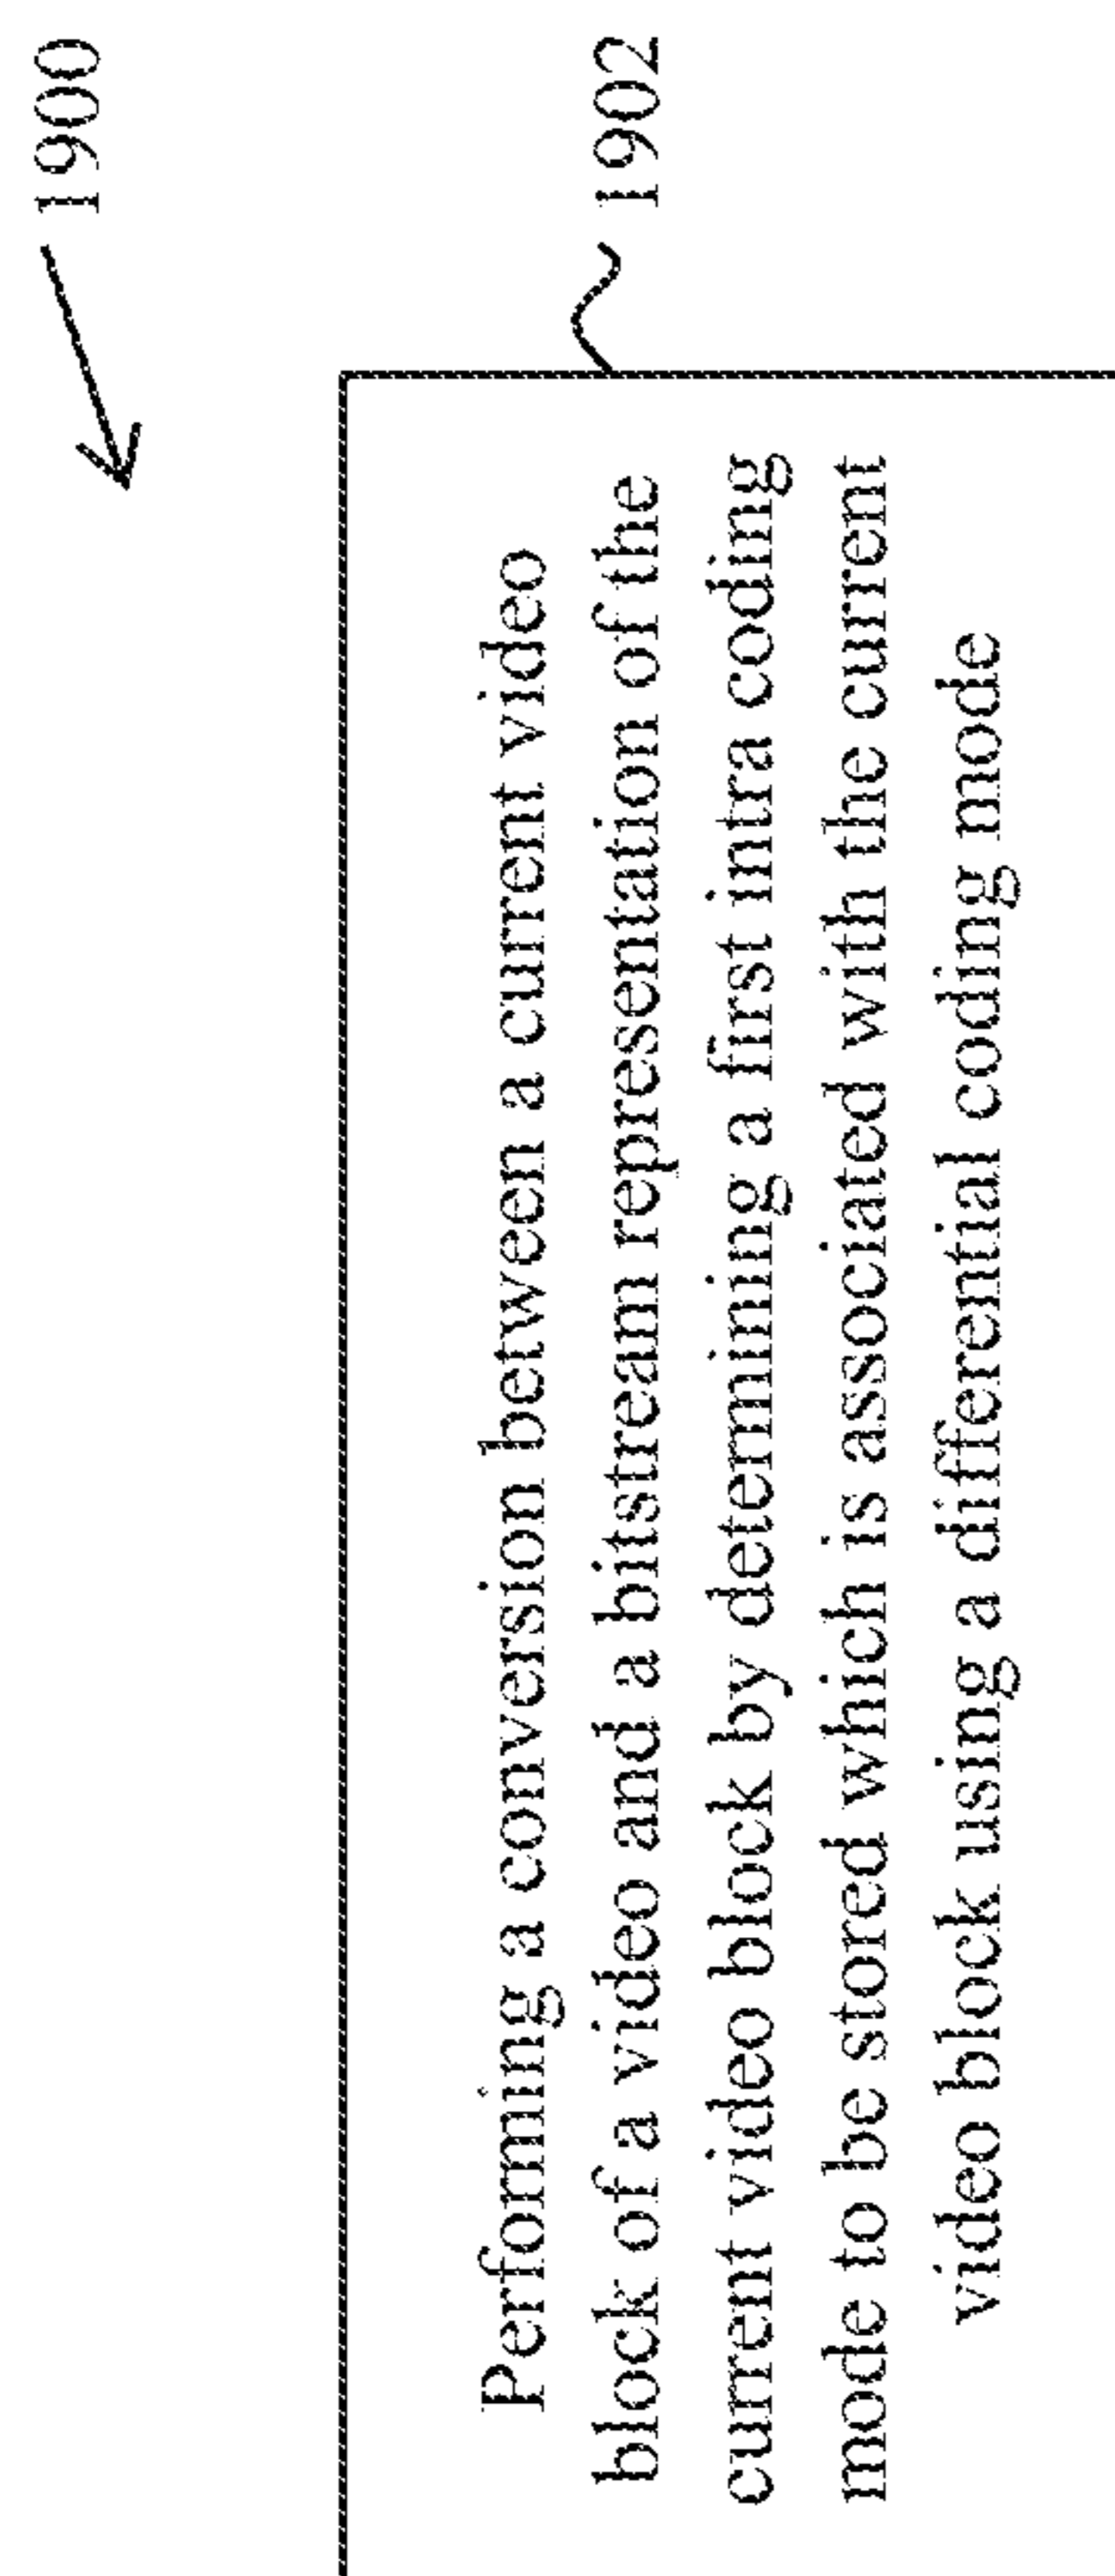 1900
1902
Performing a conversion between a current video
block of a video and a bitstream representation of the
current video block by determining a first intra coding
mode to be stored which is associated with the current
video block using a differential coding mode